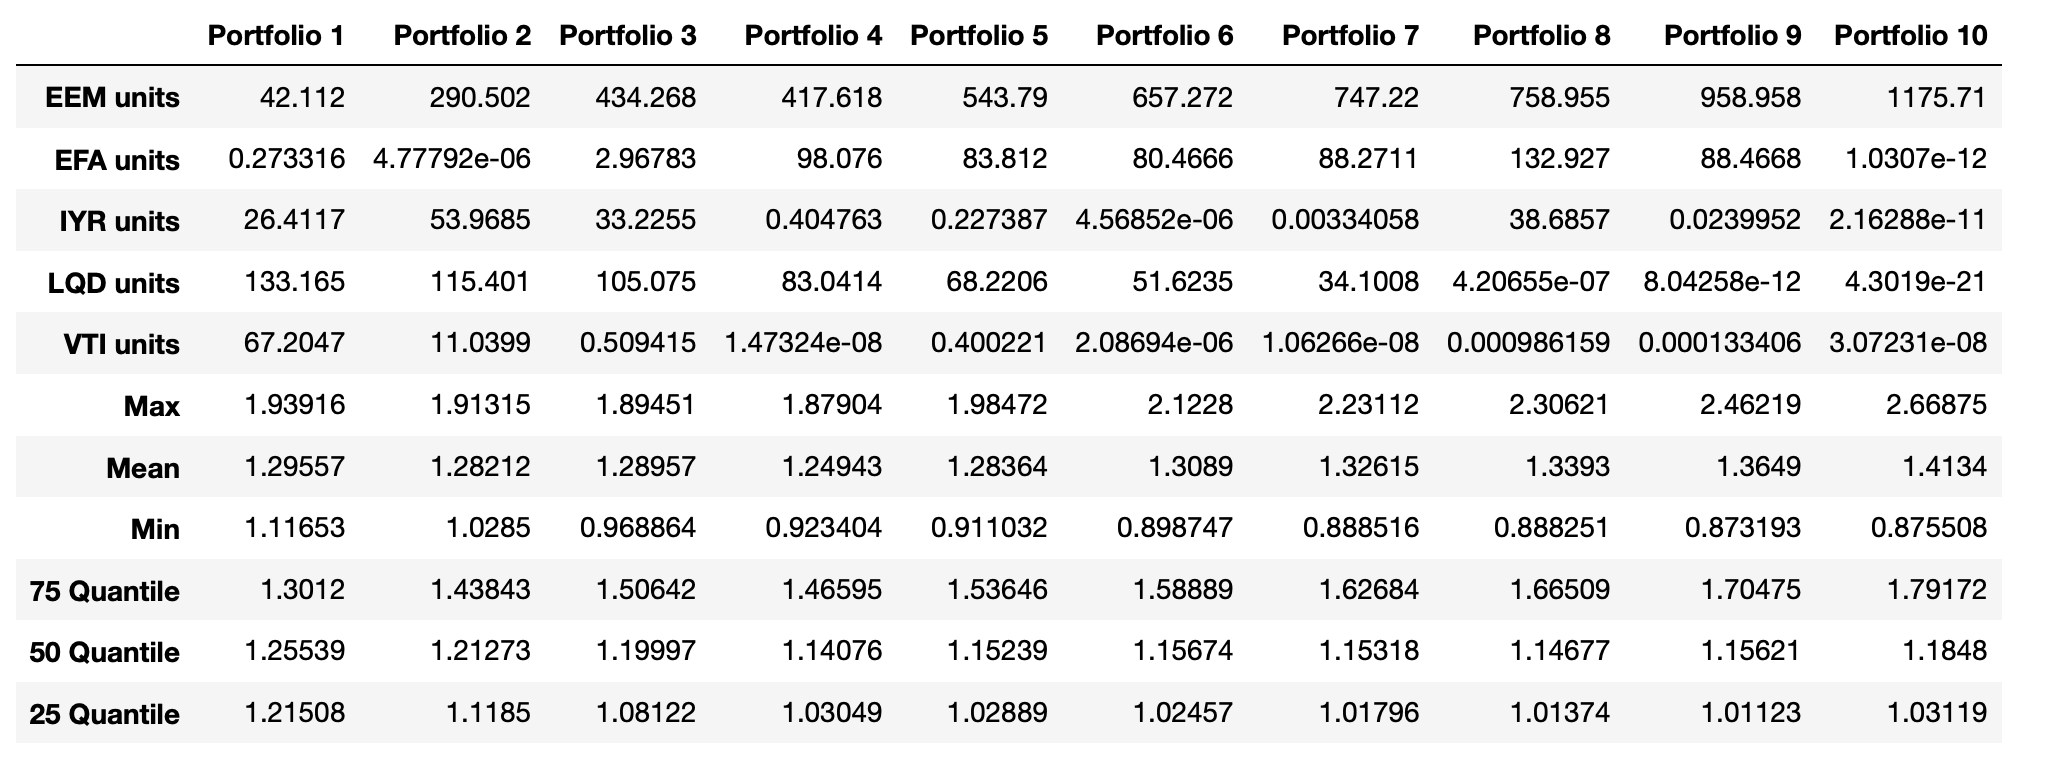 Portfolio 1 Portfolio 2 Portfolio 3 Portfolio 4 Portfolio 5 Portfolio 6 Portfolio 7 Portfolio 8 Portfolio 9 Portfolio 10
EEM units 42.112 290.502 434.268 417.618 543.79 657.272 747.22 758.955 958.958 1175.71
EFA units 0.273316 4.77792e-06 2.96783 98.076 83.812 80.4666 88.2711 132.927 88.4668 1.0307e-12
IYR units 26.4117 53.9685 33.2255 0.404763 0.227387 4.56852e-06 0.00334058 38.6857 0.0239952 2.16288e-11
LQD units 133.165 115.401 105.075 83.0414 68.2206 51.6235 34.1008 4.20655e-07 8.04258e-12 4.3019e-21
VTI units 67.2047 11.0399 0.509415 1.47324e-08 0.400221 2.08694e-06 1.06266e-08 0.000986159 0.000133406 3.07231e-08
Max 1.93916 1.91315 1.89451 1.87904 1.98472 2.1228 2.23112 2.30621 2.46219 2.66875
Mean 1.29557 1.28212 1.28957 1.24943 1.28364 1.3089 1.32615 1.3393 1.3649 1.4134
Min 1.11653 1.0285 0.968864 0.923404 0.911032 0.898747 0.888516 0.888251 0.873193 0.875508
75 Quantile 1.3012 1.43843 1.50642 1.46595 1.53646 1.58889 1.62684 1.66509 1.70475 1.79172
50 Quantile 1.25539 1.21273 1.19997 1.14076 1.15239 1.15674 1.15318 1.14677 1.15621 1.1848
25 Quantile 1.21508 1.1185 1.08122 1.03049 1.02889 1.02457 1.01796 1.01374 1.01123 1.03119